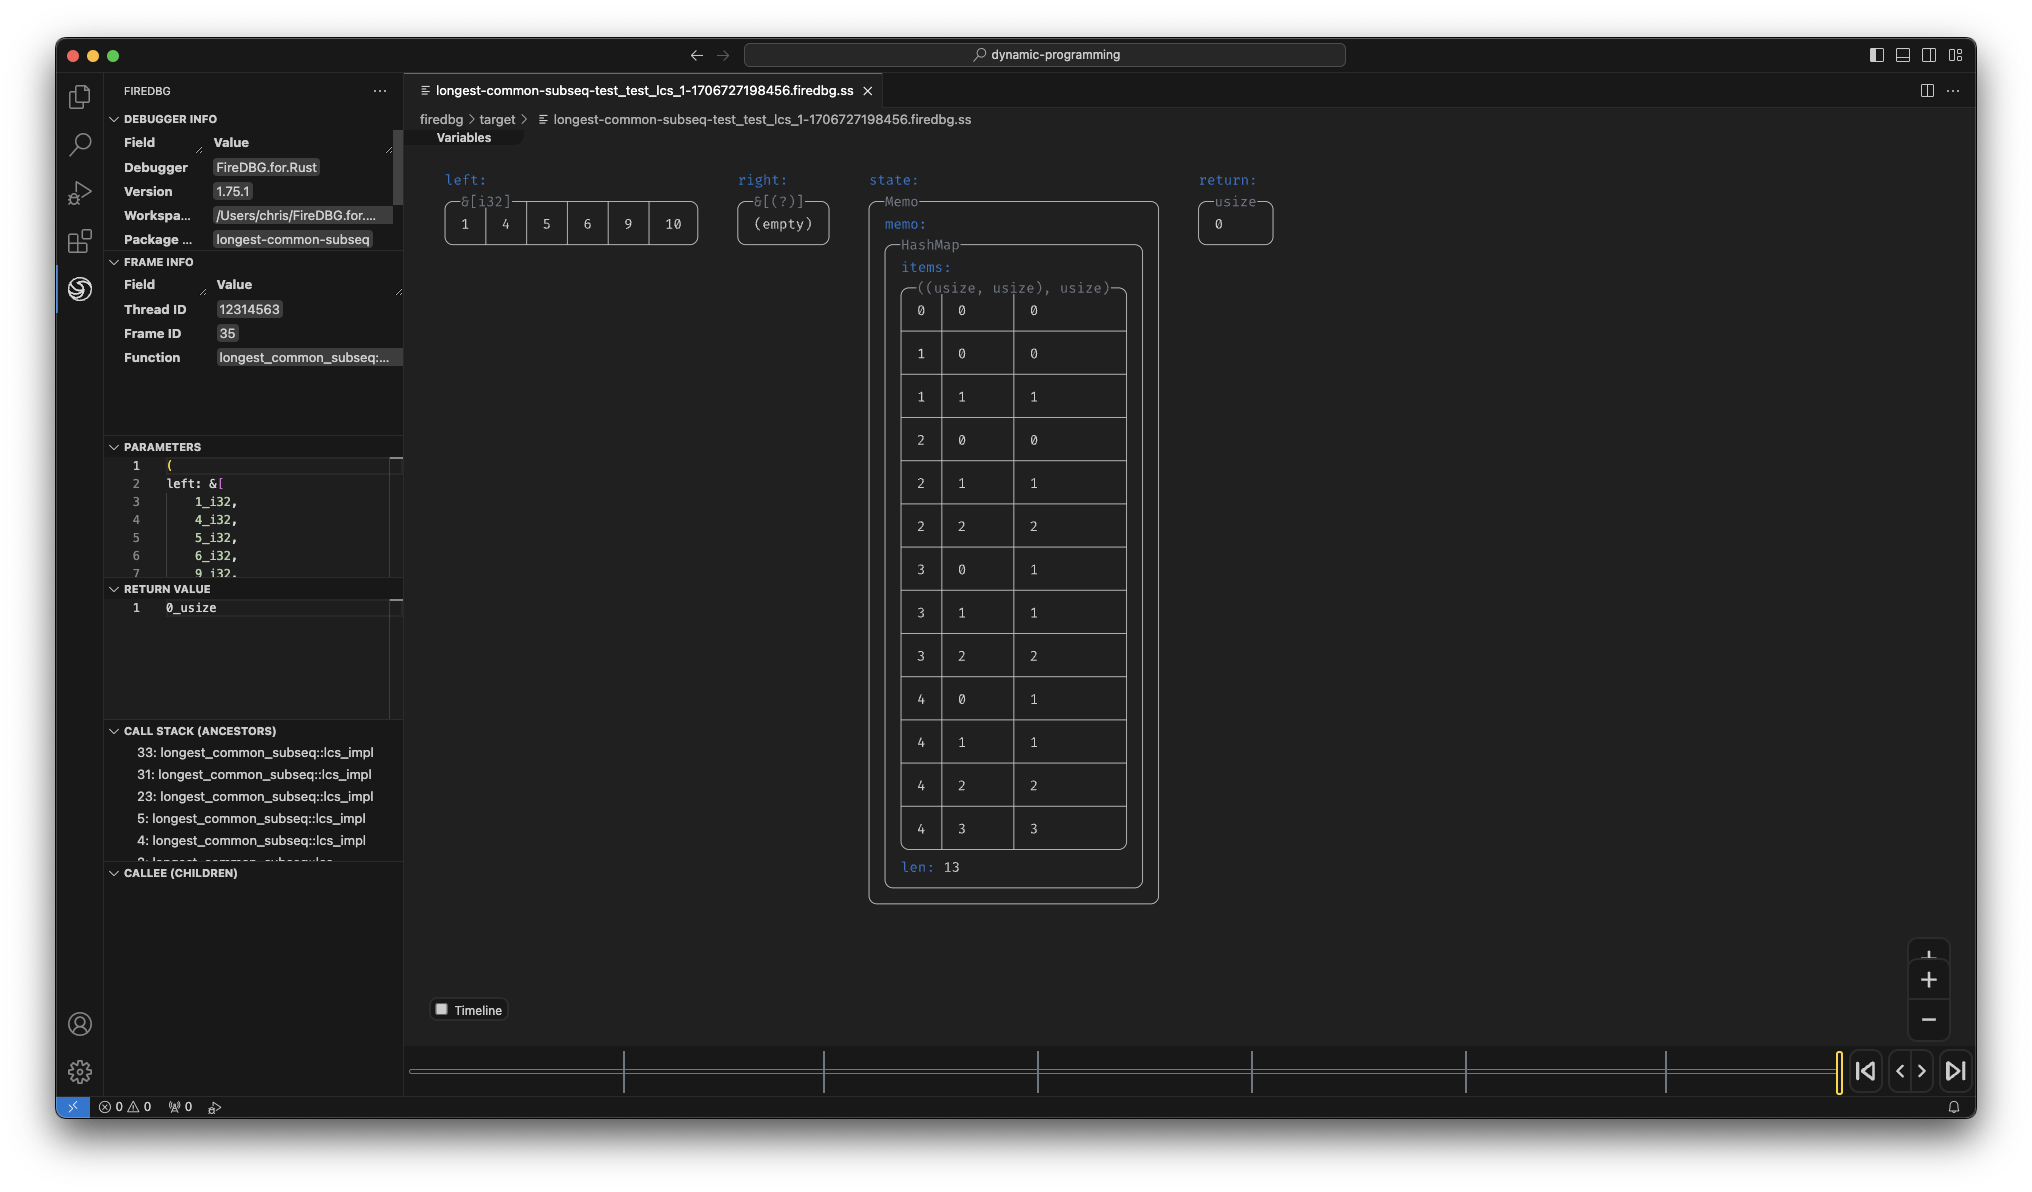 dynamic-programming
FIREDBG
DEBUGGER INFO
Field Value
Debugger FireDBG.for.Rust
Version 1.75.1
Workspa... /Users/chris/FireDBG.for....
Package ... longest-common-subseq
FRAME INFO
Field Value
Thread ID 12314563
Frame ID 35
Function longest_common_subseq:...
PARAMETERS
1 (
2 left: &[
3 1_i32,
4 4_i32,
5 5_i32,
6 6_i32,
7 9_i32,
RETURN VALUE
1 0_usize
CALL STACK (ANCESTORS)
33: longest_common_subseq::lcs_impl
31: longest_common_subseq::lcs_impl
23: longest_common_subseq::lcs_impl
5: longest_common_subseq::lcs_impl
4: longest_common_subseq::lcs_impl
CALLEE (CHILDREN)
longest-common-subseq-test_test_lcs_1-1706727198456.firedbg.ss
firedbg > target > longest-common-subseq-test_test_lcs_1-1706727198456.firedbg.ss
Variables
left: right: state: return:
&[i32] &[(?)] Memo usize
1 4 5 6 9 10 (empty) memo: 0
HashMap
items:
((usize, usize), usize)
0 0 0
1 0 0
1 1 1
2 0 0
2 1 1
2 2 2
3 0 1
3 1 1
3 2 2
4 0 1
4 1 1
4 2 2
4 3 3
len: 13
+
+
−
Timeline
0 0 0